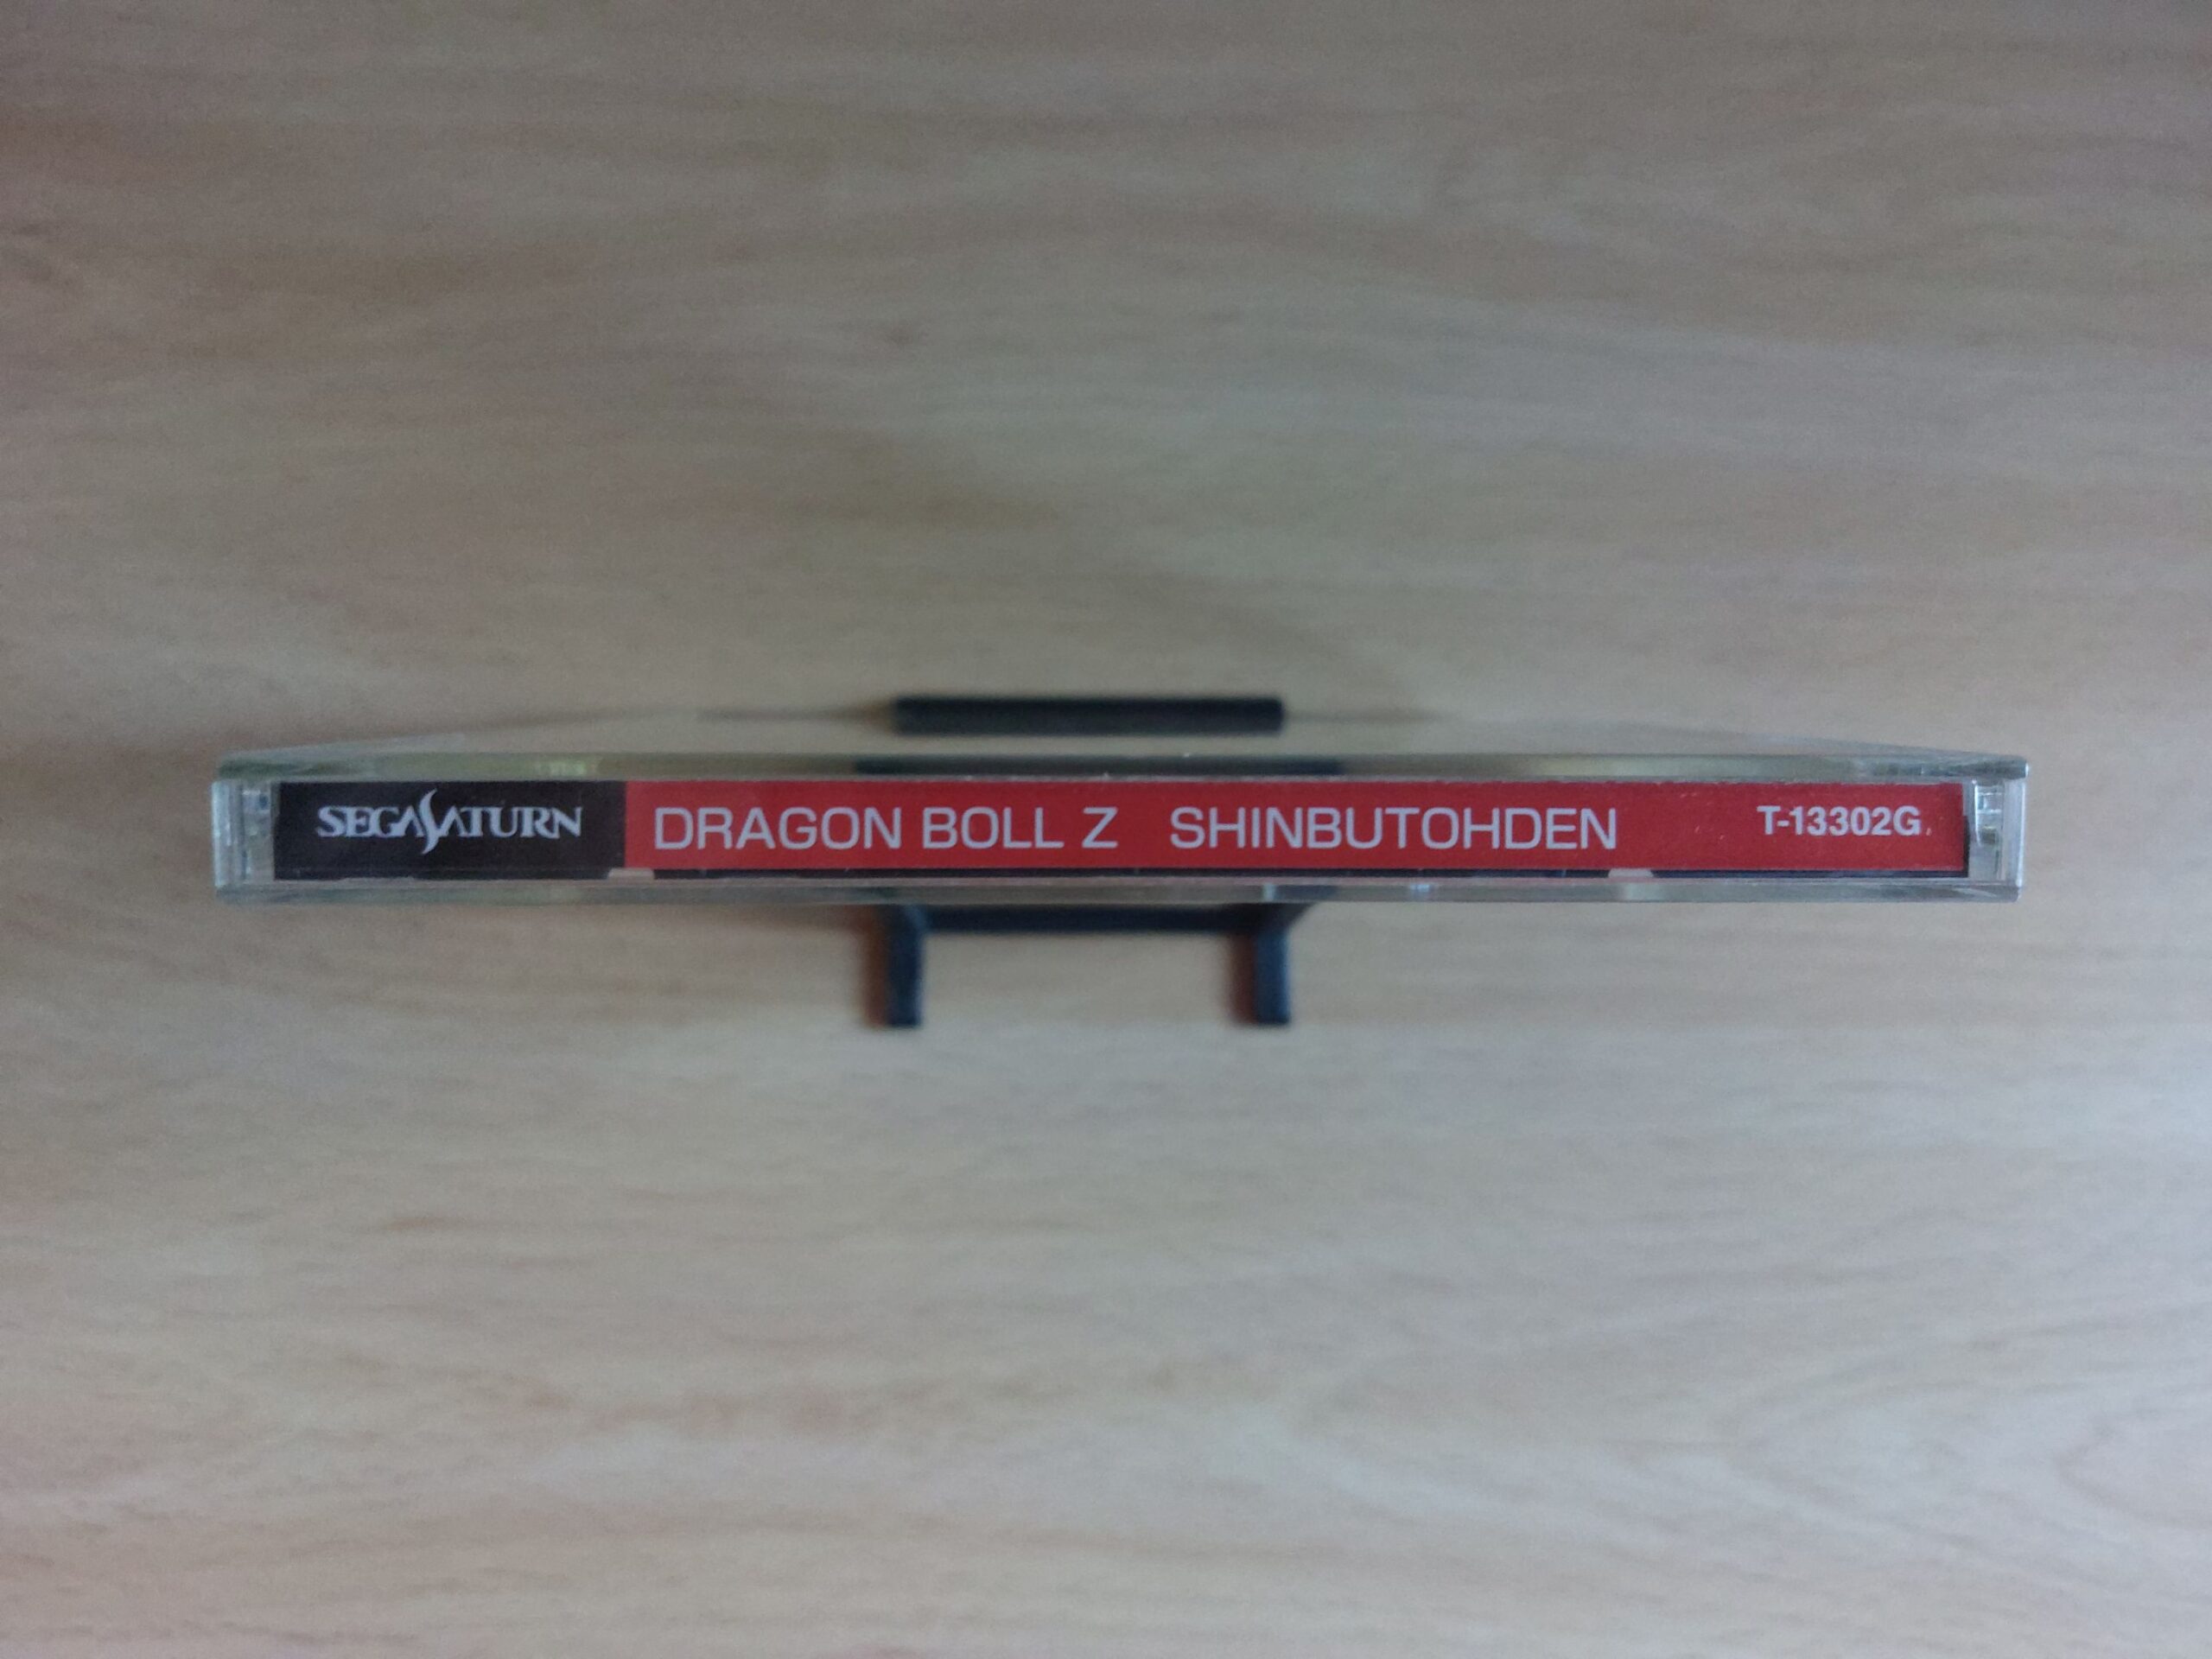 SEGA SATURN DRAGON BOLL Z SHINBUTOHDEN T-13302G